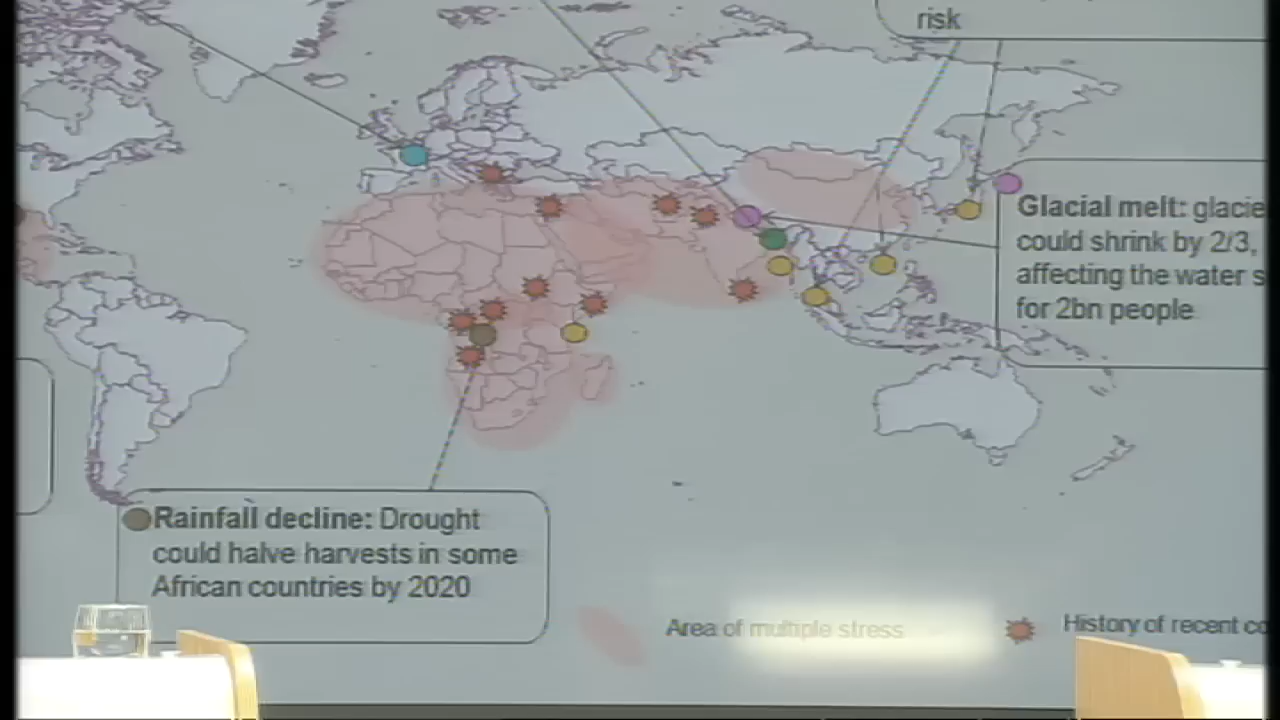 risk
Glacial melt: glacie
could shrink by 2/3,
affecting the water s
for 2bn people
Rainfall decline: Drought
could halve harvests in some
African countries by 2020
Area of multiple stress
History of recent co